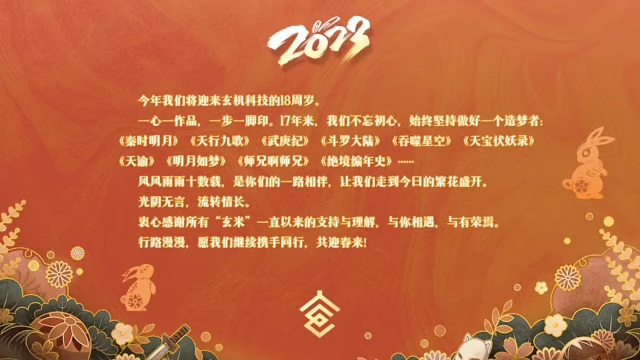 2023
今年我们将迎来玄机科技的18周岁。
一心一作品，一步一脚印。17年来，我们不忘初心，始终坚持做好一个造梦者：
《秦时明月》《天行九歌》《武庚纪》《斗罗大陆》《吞噬星空》《天宝伏妖录》
《天谕》《明月如梦》《师兄啊师兄》《绝境编年史》……
风风雨雨十数载，是你们的一路相伴，让我们走到今日的繁花盛开。
光阴无言，流转情长。
衷心感谢所有“玄米”一直以来的支持与理解，与你相遇，与有荣焉。
行路漫漫，愿我们继续携手同行，共迎春来!